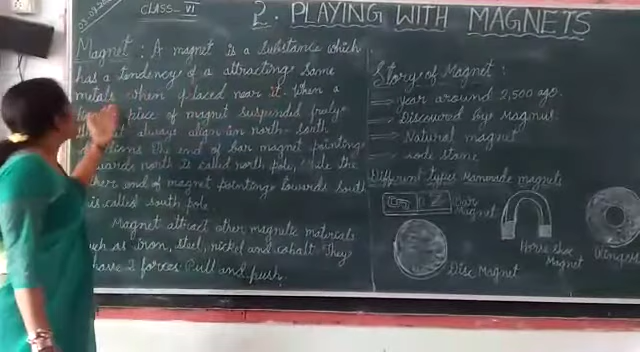 CLASS - VI
2. PLAYING WITH MAGNETS
Magnet : A magnet is a substance which
has a tendency of a attracting some
metals when placed near it. When a
piece of magnet suspended freely
always align in north-south
the end of bar magnet pointing
towards north is called north pole, while the
other end of magnet pointing towards south
is called south pole
Magnet attract other magnetic materials
such as iron, steel, nickel and cobalt. They
have 2 forces Pull and push.
Story of Magnet :
year around 2,500 ago.
Discovered by Magnus
Natural magnet
lode stone
Different types manmade magnets
Bar
Magnet
Horse shoe
Magnet
Disc Magnet